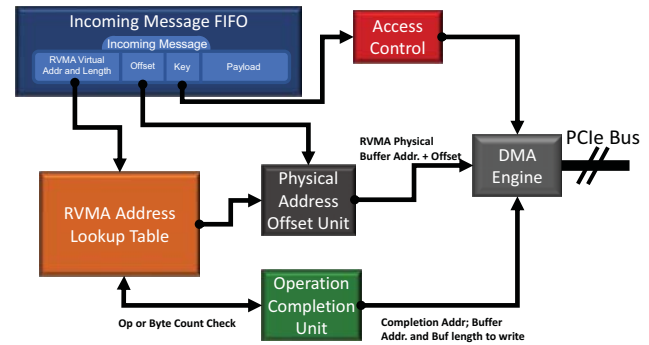 Incoming Message FIFO
Incoming Message
RVMA Virtual
Addr and Length
Offset
Key
Payload
Access
Control
RVMA Physical
Buffer Addr. + Offset
PCIe Bus
DMA
Engine
Physical
Address
Offset Unit
RVMA Address
Lookup Table
Operation
Completion
Unit
Op or Byte Count Check
Completion Addr; Buffer
Addr. and Buf length to write